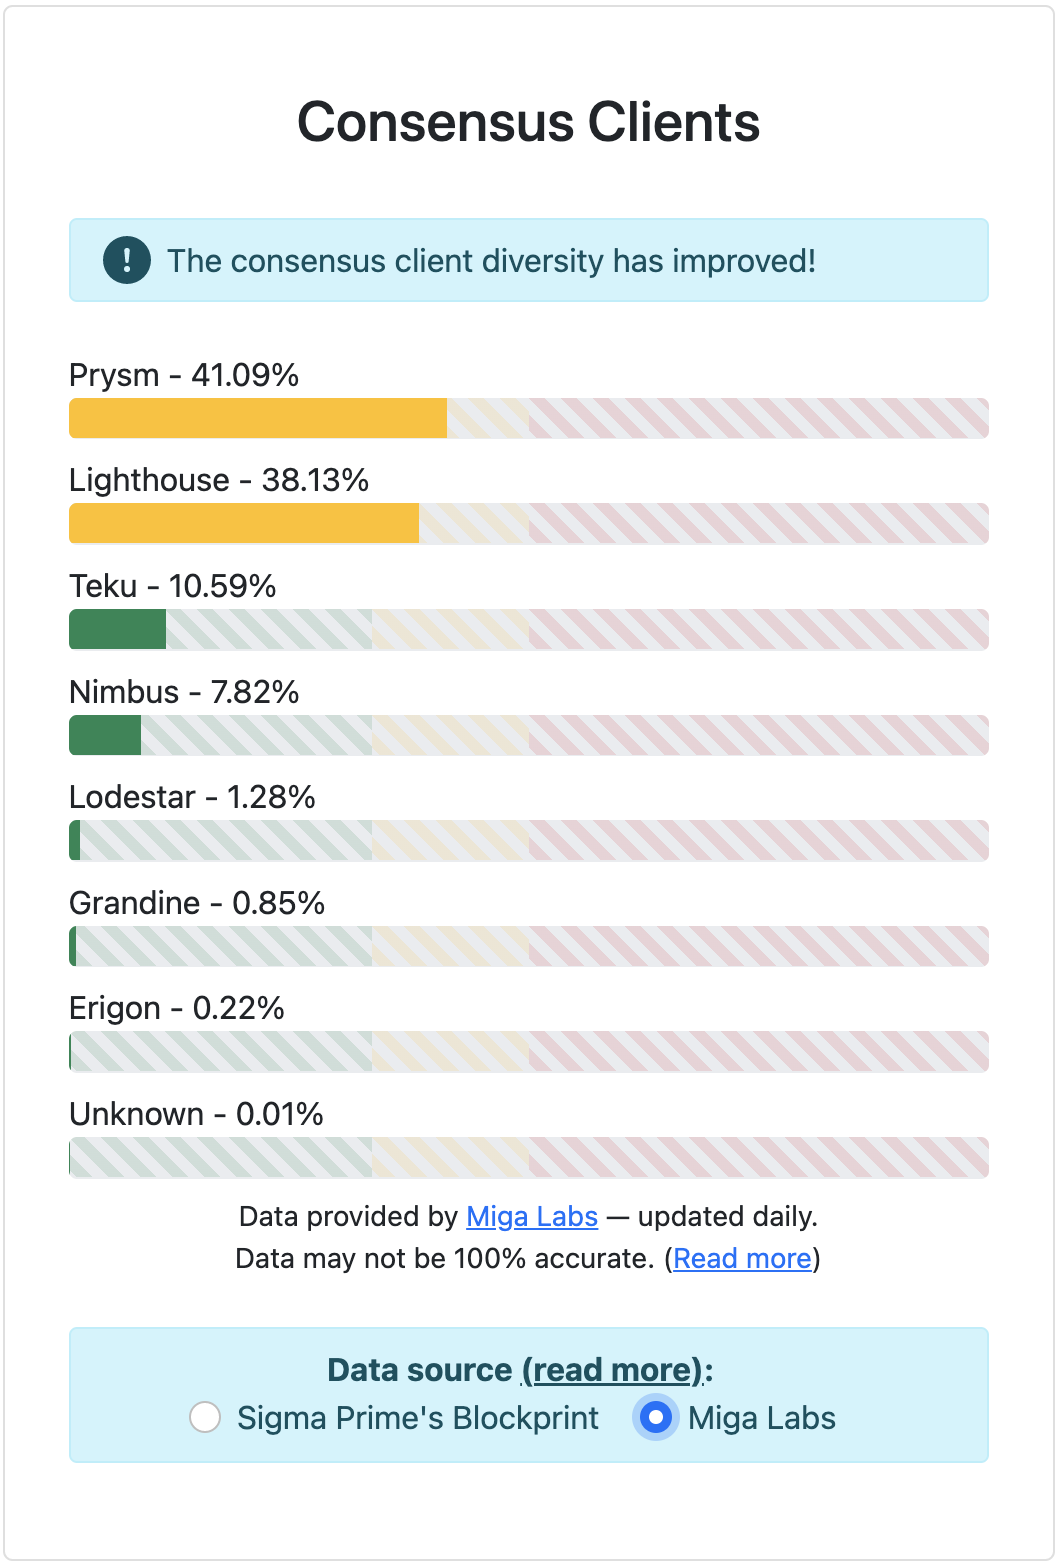 Consensus Clients
! The consensus client diversity has improved!
Prysm - 41.09%
Lighthouse - 38.13%
Teku - 10.59%
Nimbus - 7.82%
Lodestar - 1.28%
Grandine - 0.85%
Erigon - 0.22%
Unknown - 0.01%
Data provided by Miga Labs — updated daily.
Data may not be 100% accurate. (Read more)
Data source (read more):
Sigma Prime's Blockprint Miga Labs